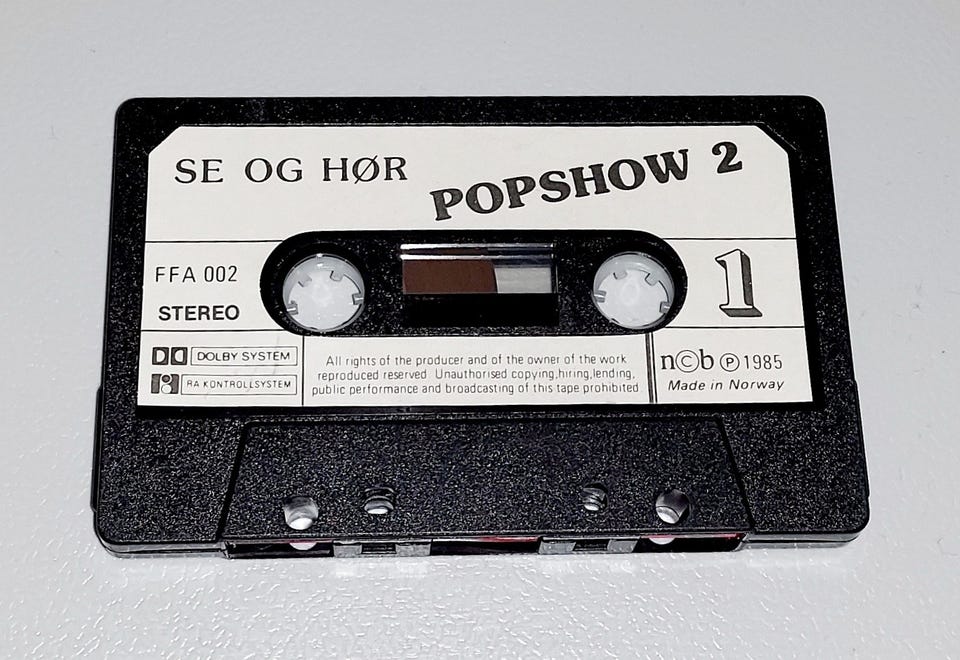 SE OG HØR
POPSHOW 2
FFA 002
STEREO
1
DOLBY SYSTEM
RA KONTROLLSYSTEM
All rights of the producer and of the owner of the work
reproduced reserved. Unauthorised copying,hiring,lending,
public performance and broadcasting of this tape prohibited
n©b ℗ 1985
Made in Norway